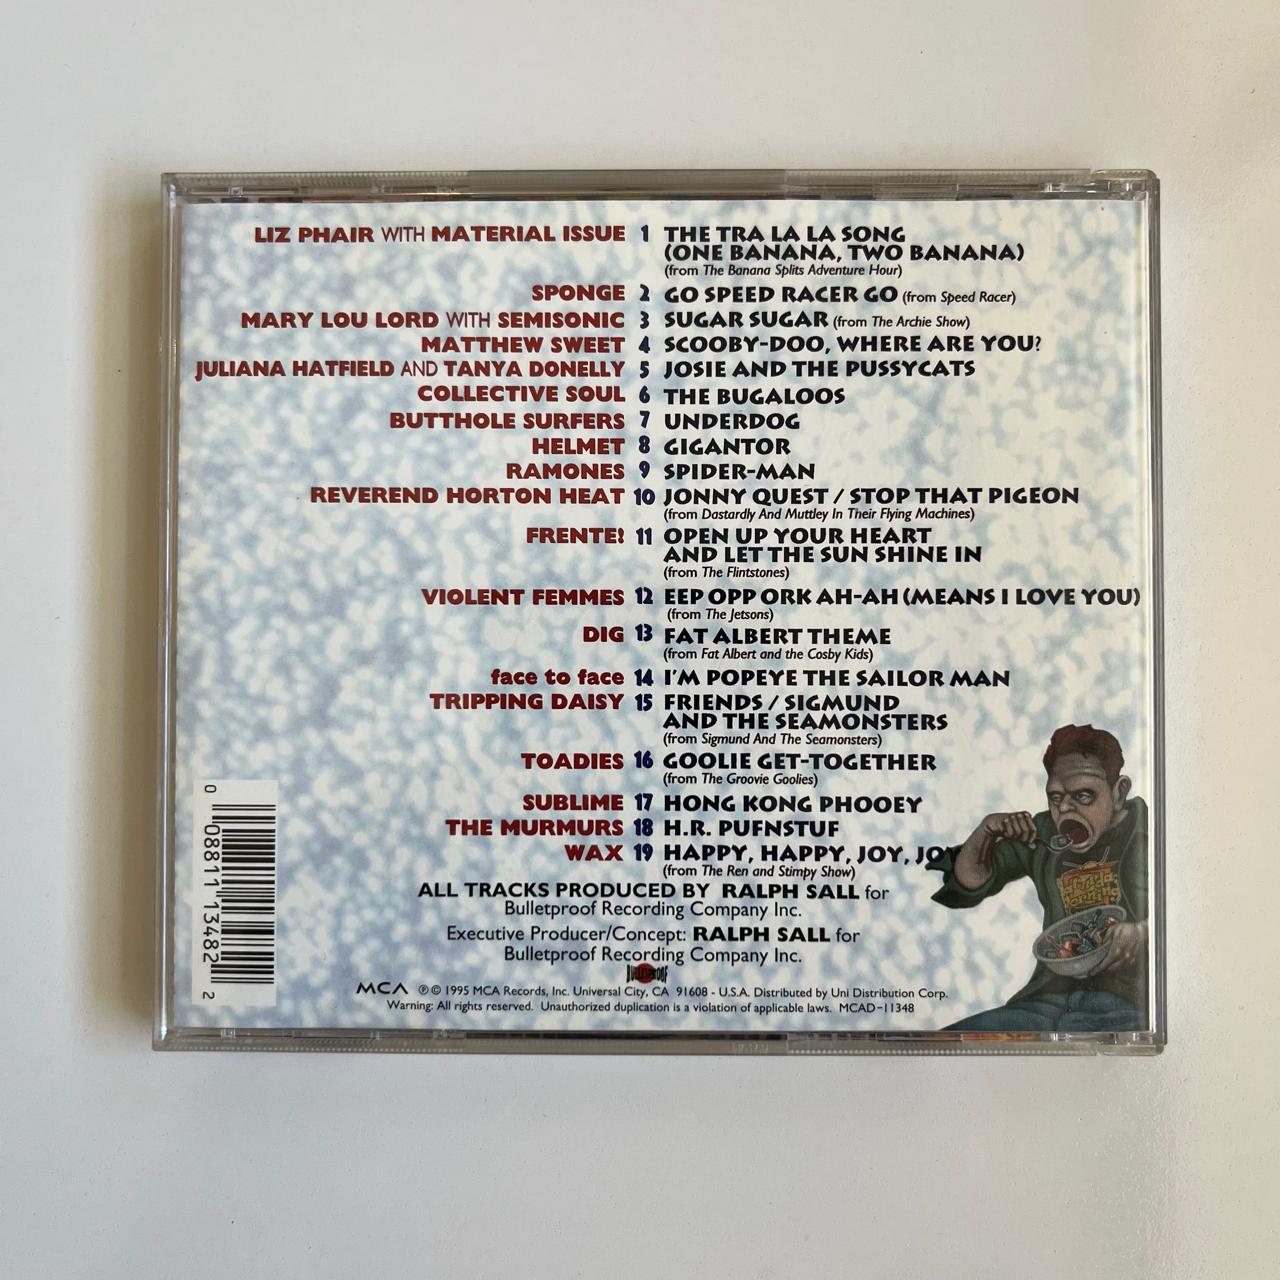 LIZ PHAIR WITH MATERIAL ISSUE 1 THE TRA LA LA SONG
(ONE BANANA, TWO BANANA)
(from The Banana Splits Adventure Hour)
SPONGE 2 GO SPEED RACER GO (from Speed Racer)
MARY LOU LORD WITH SEMISONIC 3 SUGAR SUGAR (from The Archie Show)
MATTHEW SWEET 4 SCOOBY-DOO, WHERE ARE YOU?
JULIANA HATFIELD AND TANYA DONELLY 5 JOSIE AND THE PUSSYCATS
COLLECTIVE SOUL 6 THE BUGALOOS
BUTTHOLE SURFERS 7 UNDERDOG
HELMET 8 GIGANTOR
RAMONES 9 SPIDER-MAN
REVEREND HORTON HEAT 10 JONNY QUEST / STOP THAT PIGEON
(from Dastardly And Muttley In Their Flying Machines)
FRENTE! 11 OPEN UP YOUR HEART
AND LET THE SUN SHINE IN
(from The Flintstones)
VIOLENT FEMMES 12 EEP OPP ORK AH-AH (MEANS I LOVE YOU)
(from The Jetsons)
DIG 13 FAT ALBERT THEME
(from Fat Albert and the Cosby Kids)
face to face 14 I'M POPEYE THE SAILOR MAN
TRIPPING DAISY 15 FRIENDS / SIGMUND
AND THE SEAMONSTERS
(from Sigmund And The Seamonsters)
TOADIES 16 GOOLIE GET-TOGETHER
(from The Groovie Goolies)
SUBLIME 17 HONG KONG PHOOEY
THE MURMURS 18 H.R. PUFNSTUF
WAX 19 HAPPY, HAPPY, JOY, JOY
(from The Ren and Stimpy Show)
ALL TRACKS PRODUCED BY RALPH SALL for
Bulletproof Recording Company Inc.
Executive Producer/Concept: RALPH SALL for
Bulletproof Recording Company Inc.
BULLETPROOF
MCA ℗© 1995 MCA Records, Inc. Universal City, CA 91608 - U.S.A. Distributed by Uni Distribution Corp.
Warning: All rights reserved. Unauthorized duplication is a violation of applicable laws. MCAD-11348
0 08811 13482 2
Saturday
Morning